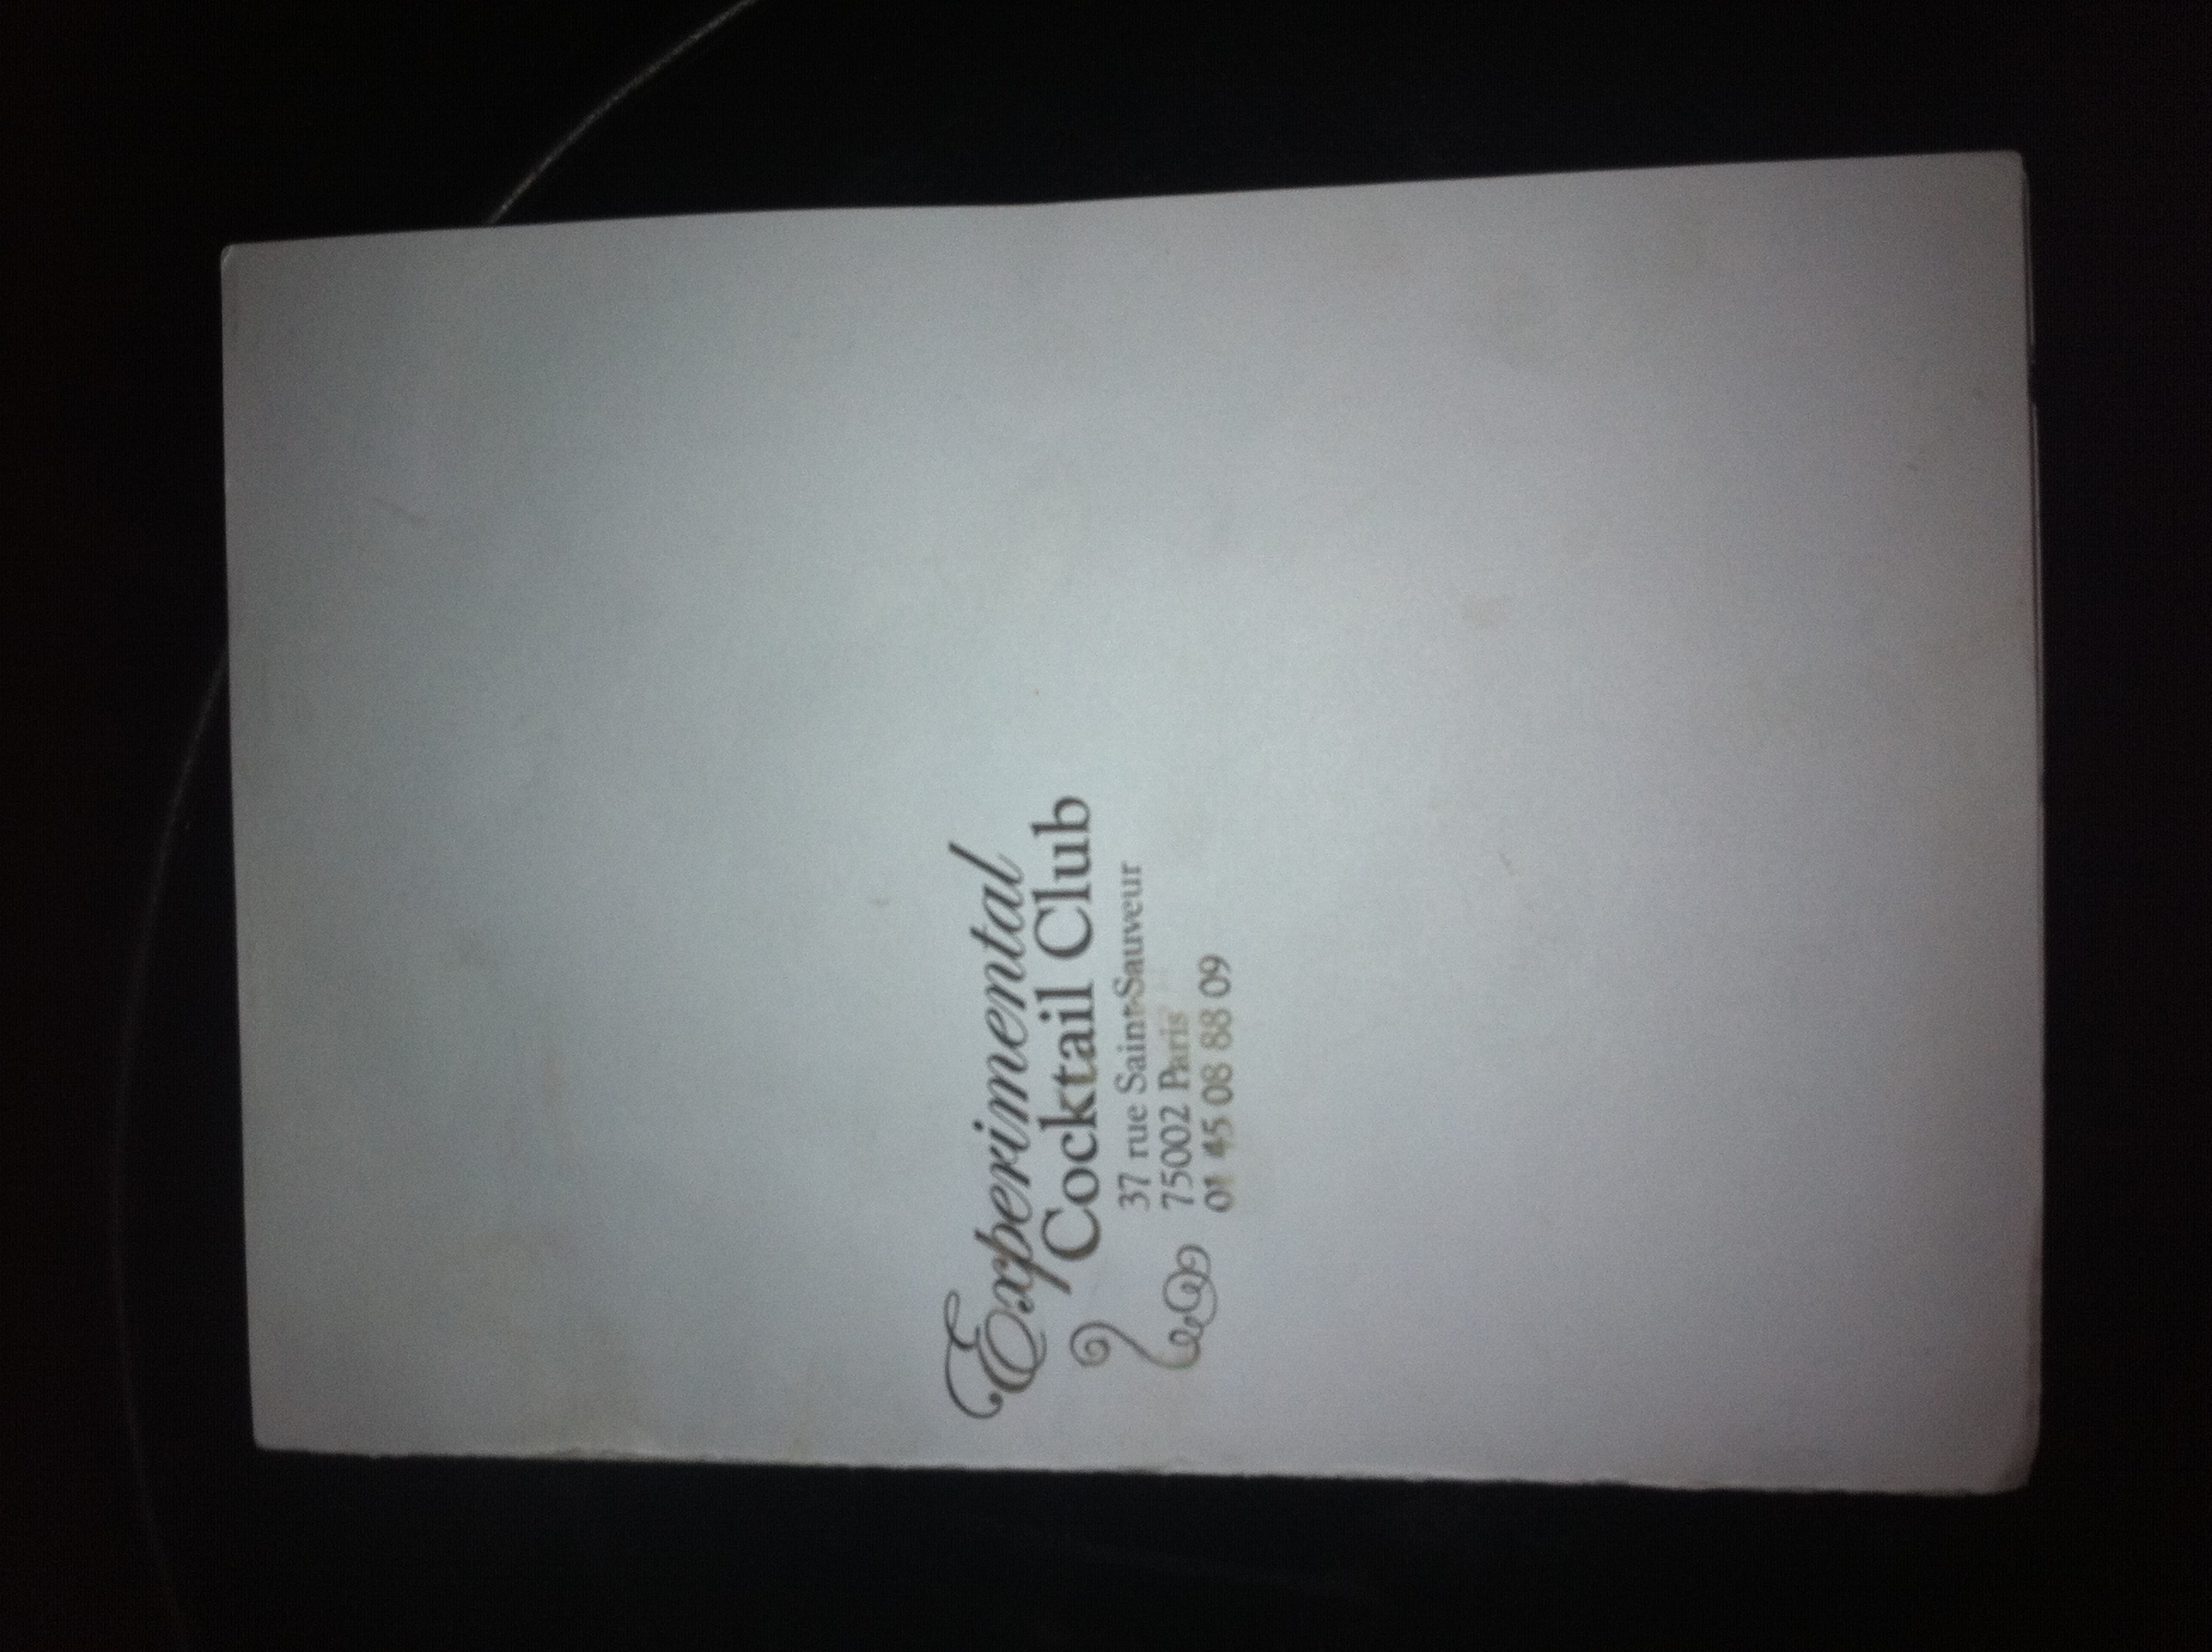 Experimental
Cocktail Club
37 rue Saint-Sauveur
75002 Paris
01 45 08 88 09